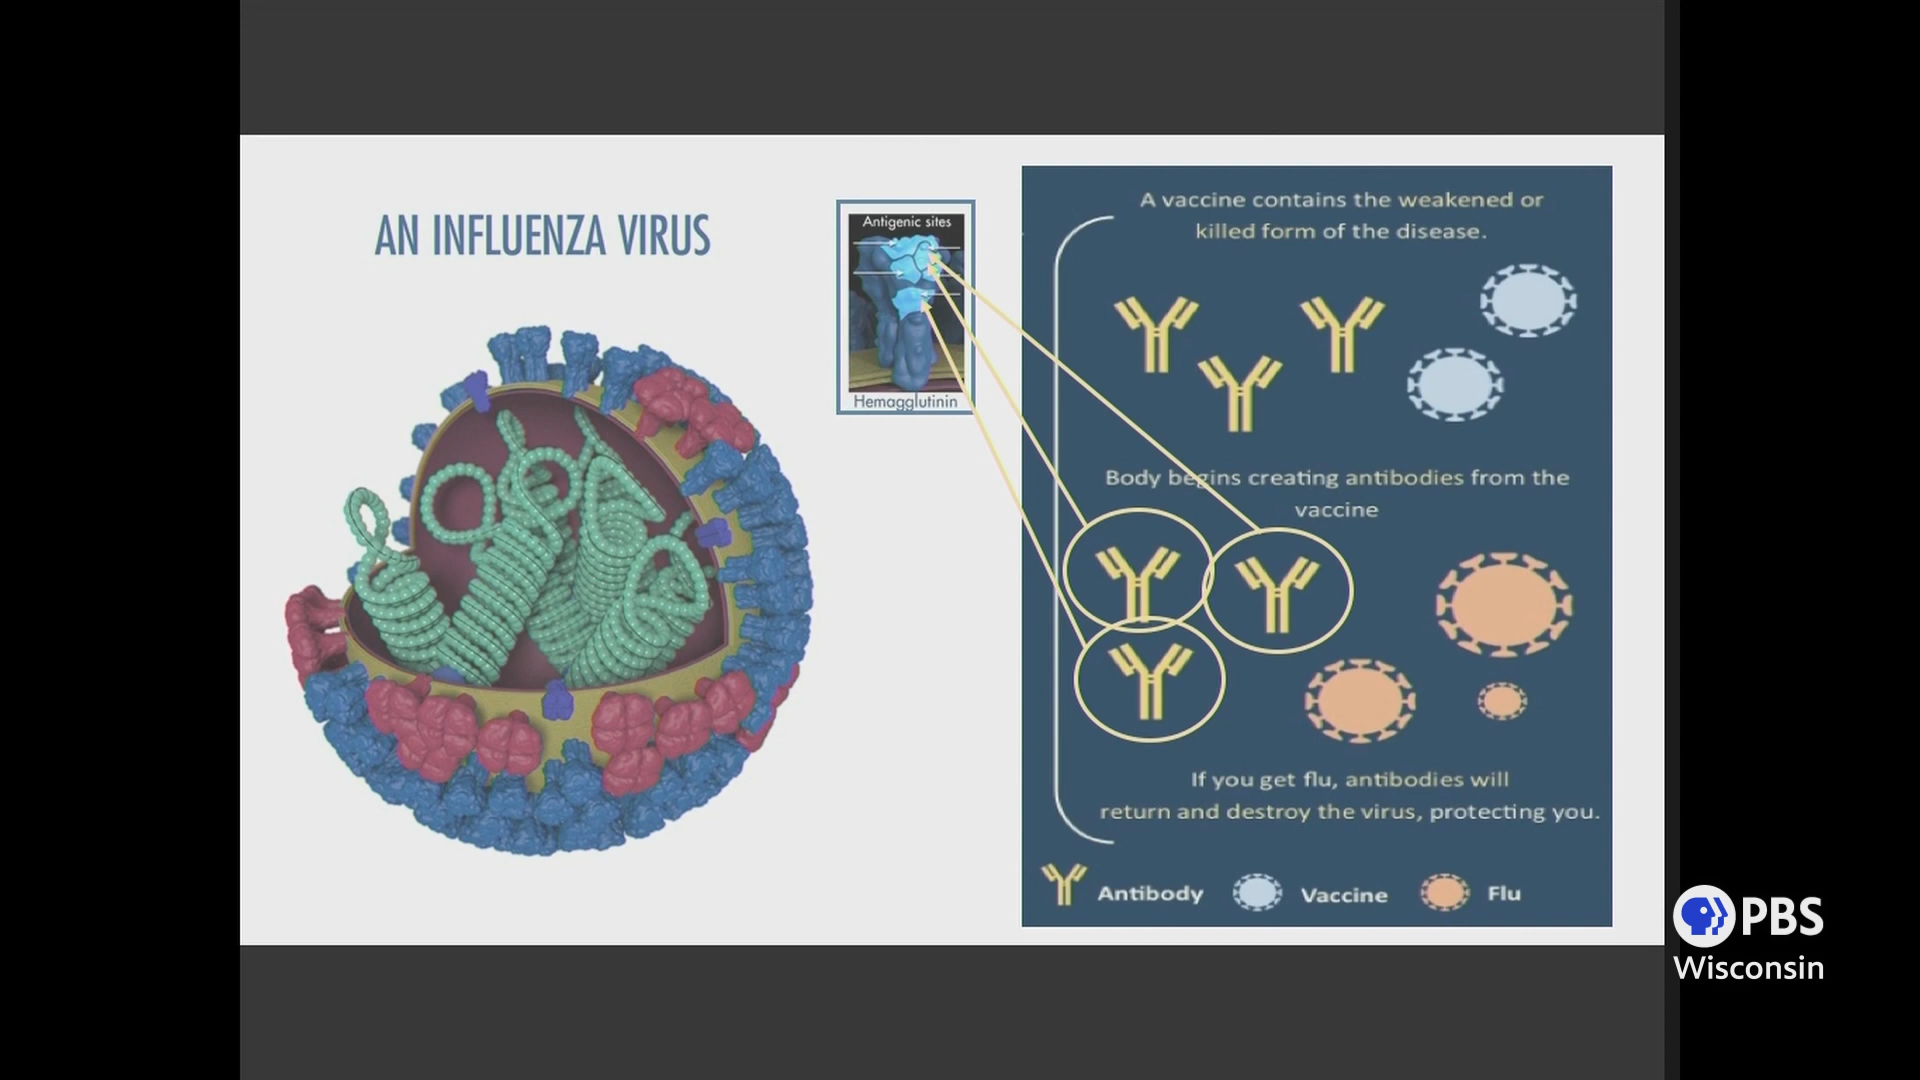 AN INFLUENZA VIRUS
Antigenic sites
Hemagglutinin
A vaccine contains the weakened or
killed form of the disease.
Body begins creating antibodies from the
vaccine
If you get flu, antibodies will
return and destroy the virus, protecting you.
Antibody
Vaccine
Flu
PBS
Wisconsin